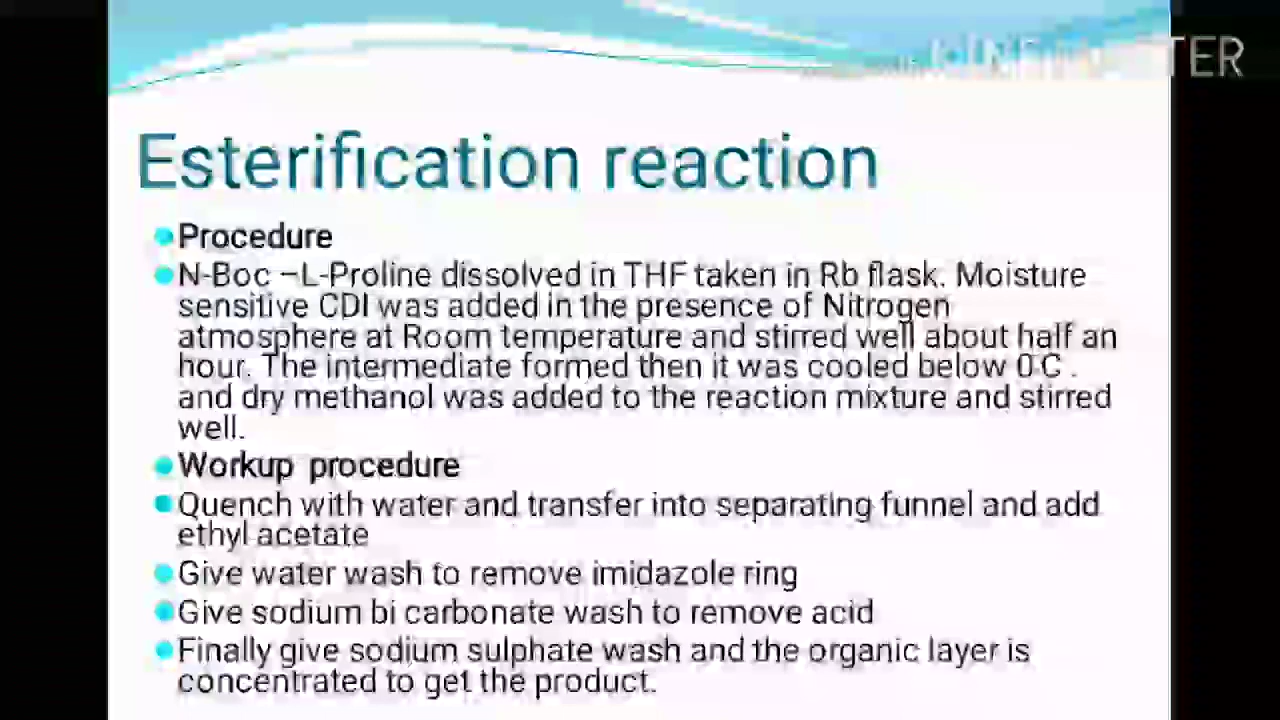 TER
Esterification reaction
Procedure
N-Boc –L-Proline dissolved in THF taken in Rb flask. Moisture
sensitive CDI was added in the presence of Nitrogen
atmosphere at Room temperature and stirred well about half an
hour. The intermediate formed then it was cooled below 0 C .
and dry methanol was added to the reaction mixture and stirred
well.
Workup procedure
Quench with water and transfer into separating funnel and add
ethyl acetate
Give water wash to remove imidazole ring
Give sodium bi carbonate wash to remove acid
Finally give sodium sulphate wash and the organic layer is
concentrated to get the product.